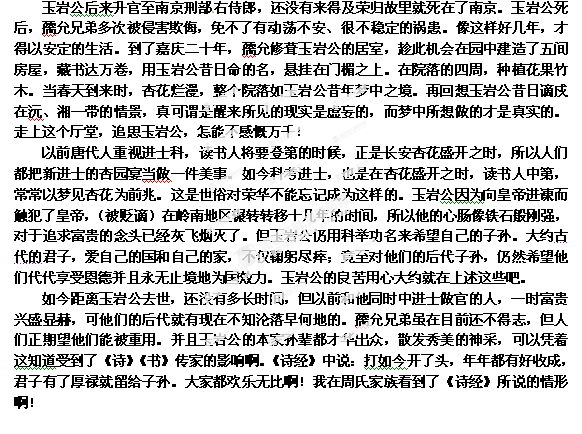 玉岩公后来升官至南京刑部右侍郎，还没有来得及荣归故里就死在了南京。玉岩公死
后，孺允兄弟多次被侵害欺侮，免不了有动荡不安、很不稳定的祸患。像这样好几年，才
得以安定的生活。到了嘉庆二十年，孺允修葺玉岩公的居室，趁此机会在园中建造了五间
房屋，藏书达万卷，用玉岩公昔日命的名，悬挂在门楣之上。在院落的四周，种植花果竹
木。当春天到来时，杏花烂漫，整个院落如玉岩公昔年梦中之境。再回想玉岩公昔日谪戍
在沅、湘一带的情景，真可谓是醒来所见的现实是虚妄的，而梦中所想做的才是真实的。
走上这个厅堂，追思玉岩公，怎能不感慨万千！
以前唐代人重视进士科，读书人将要登第的时候，正是长安杏花盛开之时，所以人们
都把新进士的杏园宴当做一件美事。如今科考进士，也是在杏花盛开之时，读书人中第，
常常以梦见杏花为前兆。这是世俗对荣华不能忘记成为这样的。玉岩公因为向皇帝进谏而
触犯了皇帝，（被贬谪）在岭南地区辗转转移十几年的时间，所以他的心肠像铁石般刚强，
对于追求富贵的念头已经灰飞烟灭了。但玉岩公仍用科举功名来希望自己的子孙。大约古
代的君子，爱自己的国和自己的家，不仅鞠躬尽瘁；竟至对他们的后代子孙，仍然希望他
们代代享受恩德并且永无止境地为国效力。玉岩公的良苦用心大约就在上述这些吧。
如今距离玉岩公去世，还没有多长时间，但以前和他同时中进士做官的人，一时富贵
兴盛显赫，可他们的后代就有现在不知沦落早何地的。孺允兄弟虽在目前还不得志，但人
们正期望他们能被重用。并且玉岩公的本家孙辈都才华出众，散发秀美的神采，可以凭着
这知道受到了《诗》《书》传家的影响啊。《诗经》中说：打如今开了头，年年都有好收成，
君子有了厚禄就留给子孙。大家都欢乐无比啊！我在周氏家族看到了《诗经》所说的情形
啊！